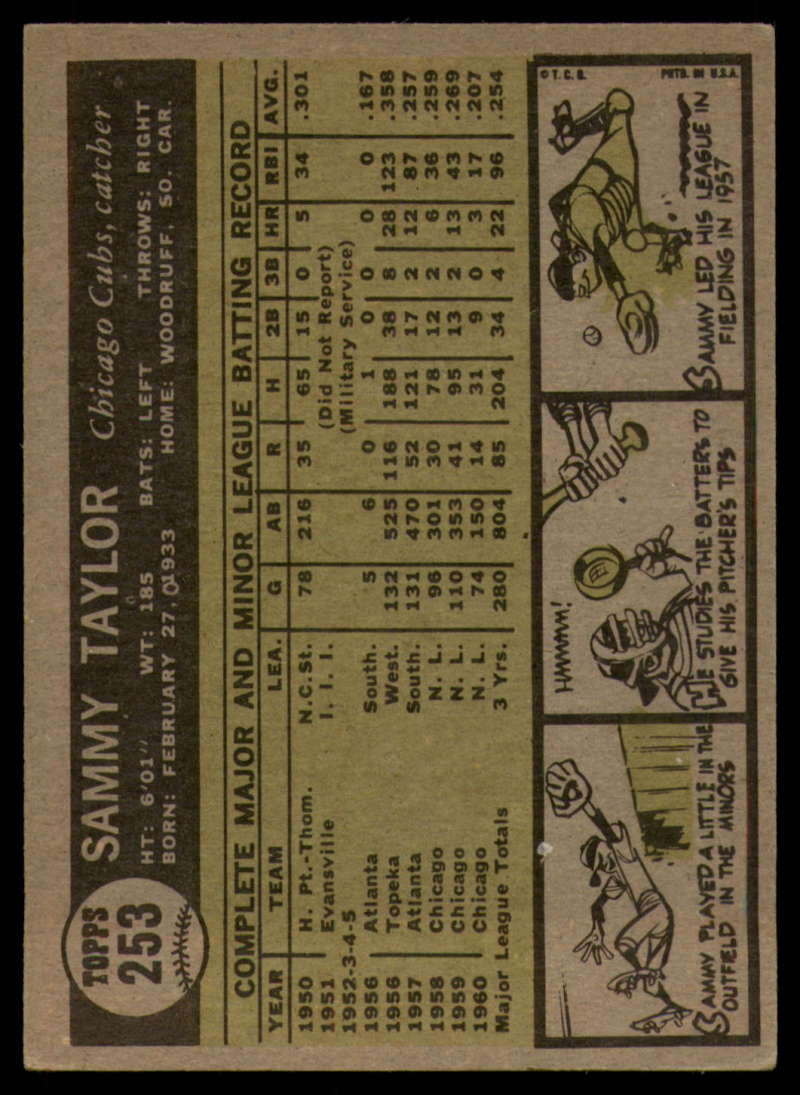 TOPPS
253
SAMMY TAYLOR Chicago Cubs, catcher
HT: 6'01" WT: 185 BATS: LEFT THROWS: RIGHT
BORN: FEBRUARY 27, 1933 HOME: WOODRUFF, SO. CAR.
COMPLETE MAJOR AND MINOR LEAGUE BATTING RECORD
YEAR TEAM LEA. G AB R H 2B 3B HR RBI AVG.
1950 H. Pt.-Thom. N.C.St. 78 216 35 65 15 0 5 34 .301
1951 Evansville I. I. I. (Did Not Report)
1952-3-4-5 (Military Service)
1956 Atlanta South. 5 6 0 1 0 0 0 0 .167
1956 Topeka West. 132 525 116 188 38 8 28 123 .358
1957 Atlanta South. 131 470 52 121 17 2 12 87 .257
1958 Chicago N. L. 96 301 30 78 12 2 6 36 .259
1959 Chicago N. L. 110 353 41 95 13 2 13 43 .269
1960 Chicago N. L. 74 150 14 31 9 0 3 17 .207
Major League Totals 3 Yrs. 280 804 85 204 34 4 22 96 .254
SAMMY PLAYED A LITTLE IN THE
OUTFIELD IN THE MINORS
HMMMM!
HE STUDIES THE BATTERS TO
GIVE HIS PITCHERS TIPS
© T.C.G. PRTD. IN U.S.A.
SAMMY LED HIS LEAGUE IN
FIELDING IN 1957